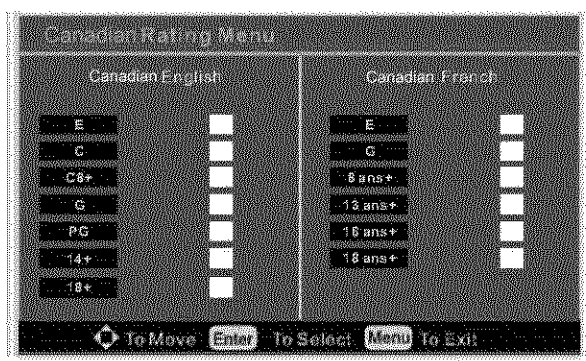 Canadian Rating Menu
Canadian English
E
C
C8+
G
PG
14+
18+
Canadian French
E
G
8 ans+
13 ans+
16 ans+
18 ans+
To Move Enter To Select Menu To Exit